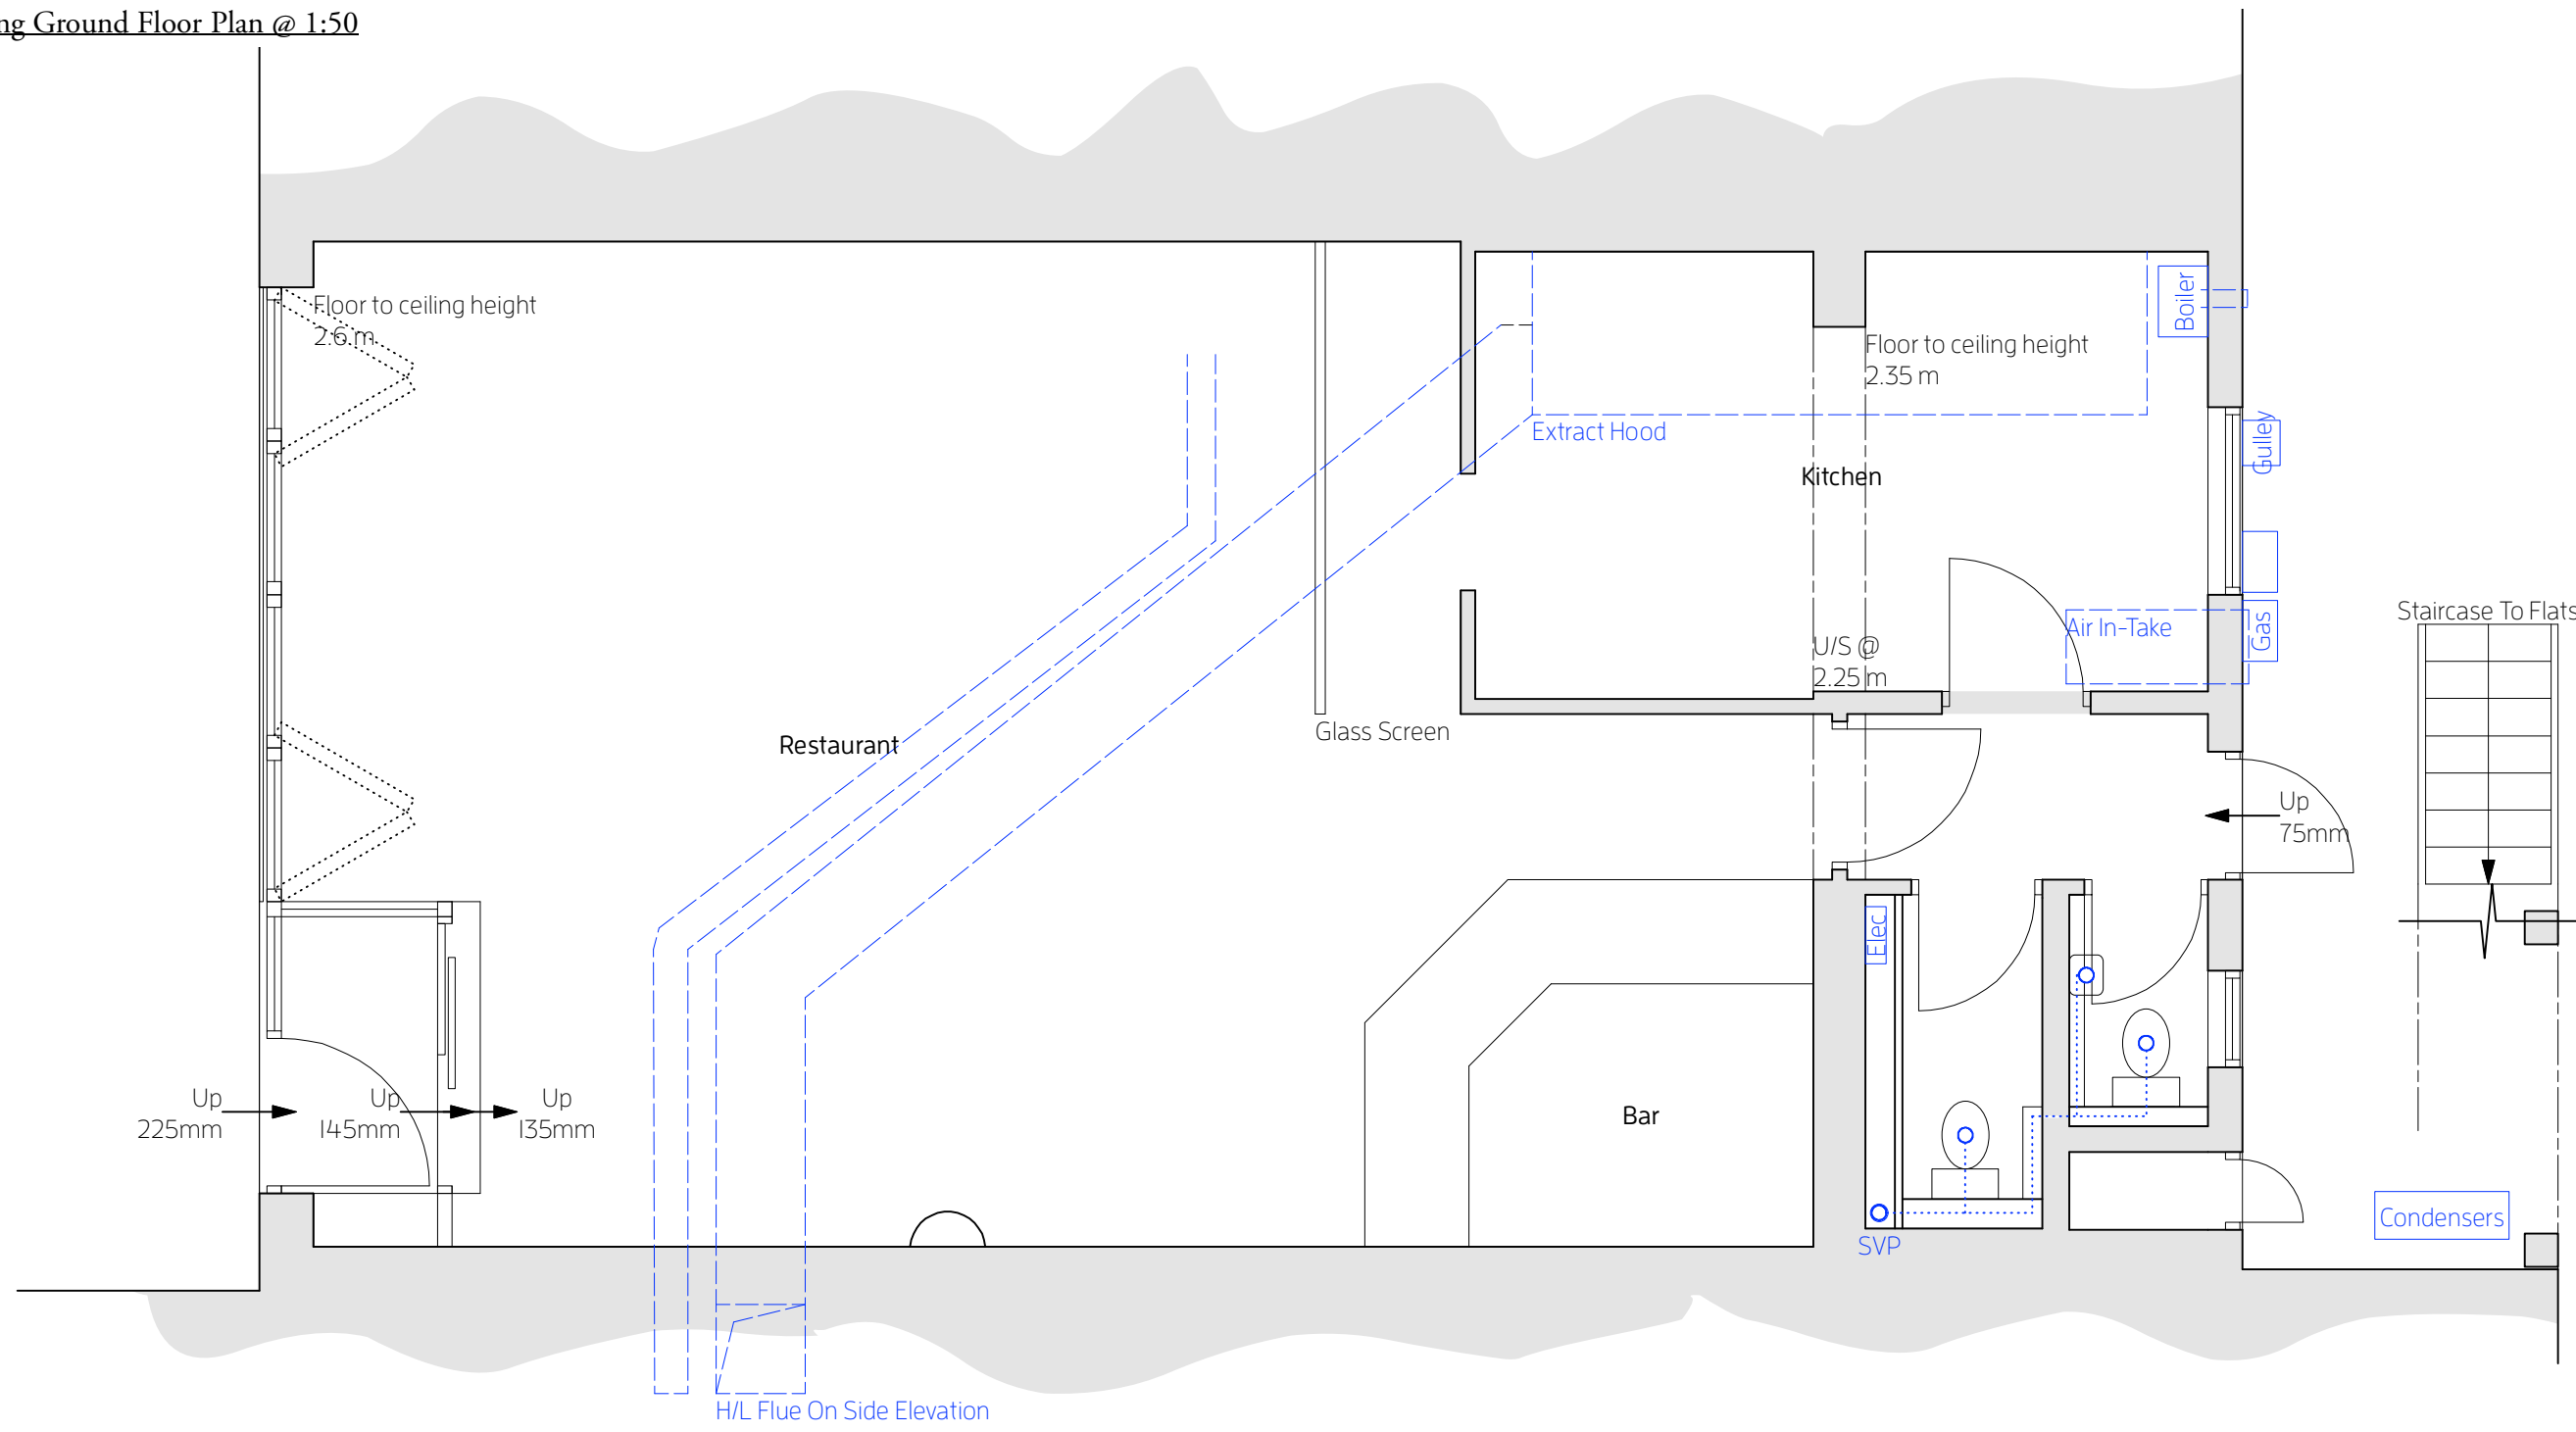 ng Ground Floor Plan @ 1:50
Floor to ceiling height
2.6 m
Boiler
Floor to ceiling height
2.35 m
Extract Hood
Gulley
Kitchen
Staircase To Flats
Air In-Take
Gas
U/S @
2.25 m
Glass Screen
Restaurant
Up
75mm
Elec
Up
225mm
Up
145mm
Up
135mm
Bar
Condensers
SVP
H/L Flue On Side Elevation